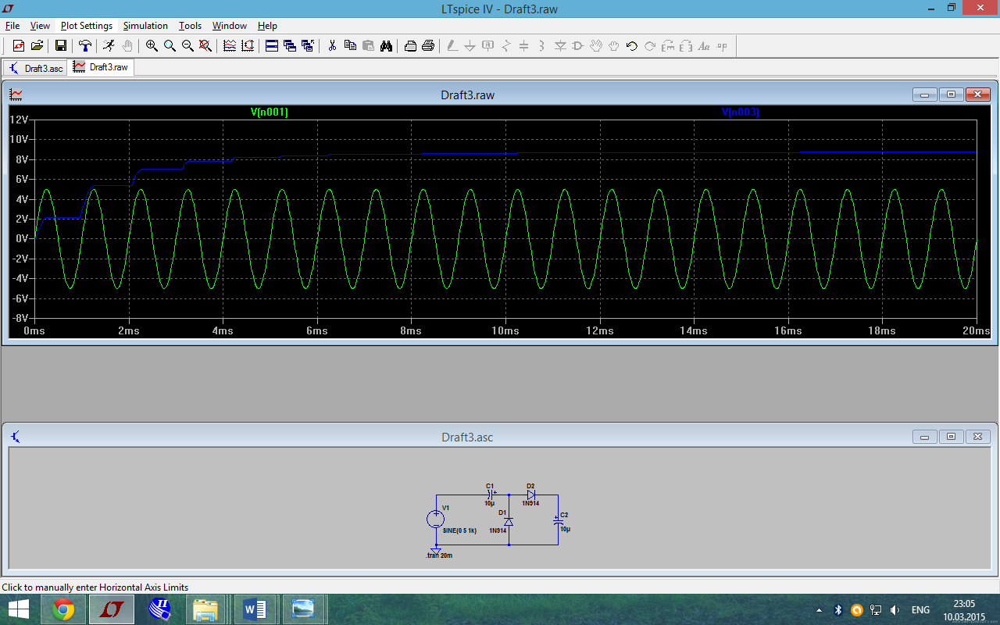 LTspice IV - Draft3.raw
File View Plot Settings Simulation Tools Window Help
Draft3.asc Draft3.raw
Draft3.raw
V(n001) V(n003)
12V
10V
8V
6V
4V
2V
0V
-2V
-4V
-6V
-8V
0ms 2ms 4ms 6ms 8ms 10ms 12ms 14ms 16ms 18ms 20ms
Draft3.asc
C1 D2
10µ 1N914
V1 D1 C2
SINE(0 5 1k) 1N914 10µ
.tran 20m
Click to manually enter Horizontal Axis Limits
ENG
23:05
10.03.2015